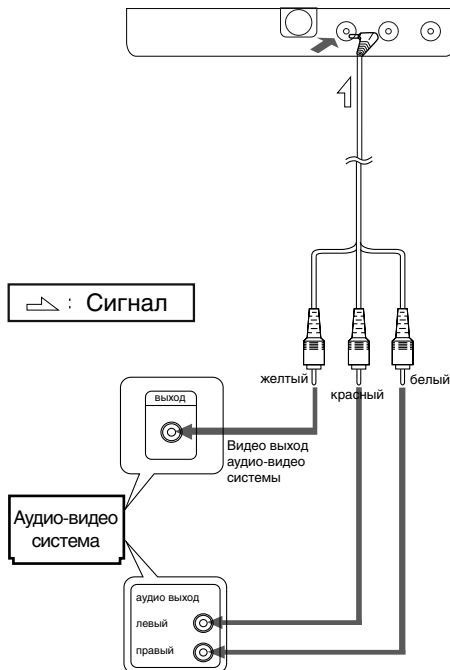 : Сигнал
желтый
красный
белый
выход
Видео выход
аудио-видео
системы
Аудио-видео
система
аудио выход
левый
правый